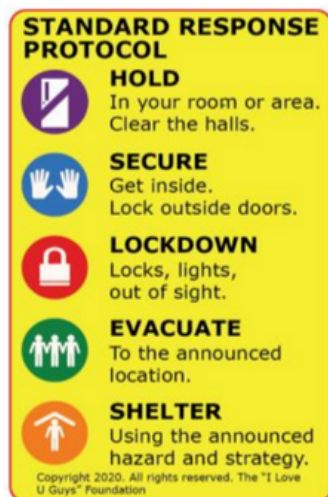 STANDARD RESPONSE
PROTOCOL
HOLD
In your room or area.
Clear the halls.
SECURE
Get inside.
Lock outside doors.
LOCKDOWN
Locks, lights,
out of sight.
EVACUATE
To the announced
location.
SHELTER
Using the announced
hazard and strategy.
Copyright 2020. All rights reserved. The "I Love
U Guys" Foundation